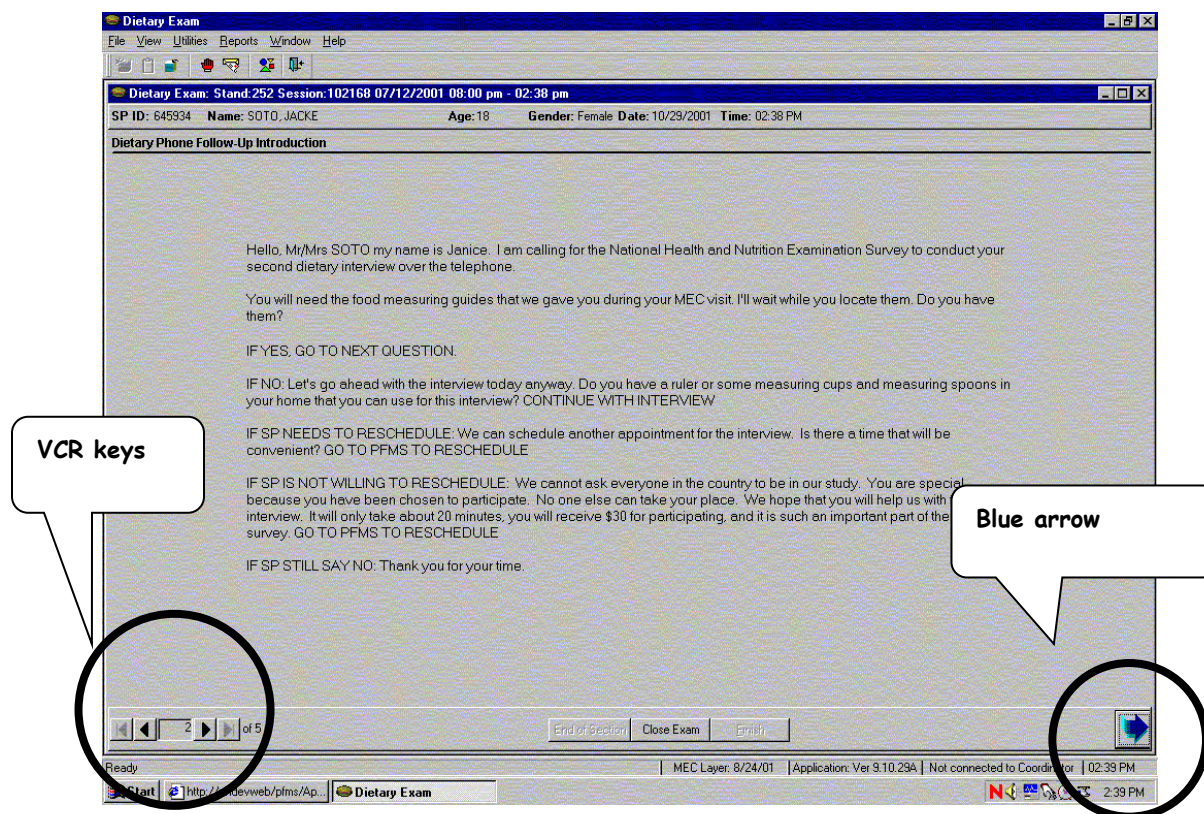 Dietary Exam
File View Utilities Reports Window Help
Dietary Exam: Stand:252 Session:102168 07/12/2001 08:00 pm - 02:38 pm
SP ID: 645934 Name: SOTO, JACKE Age: 18 Gender: Female Date: 10/29/2001 Time: 02:38 PM
Dietary Phone Follow-Up Introduction
Hello, Mr/Mrs SOTO my name is Janice. I am calling for the National Health and Nutrition Examination Survey to conduct your
second dietary interview over the telephone.
You will need the food measuring guides that we gave you during your MEC visit. I'll wait while you locate them. Do you have
them?
IF YES, GO TO NEXT QUESTION.
IF NO: Let's go ahead with the interview today anyway. Do you have a ruler or some measuring cups and measuring spoons in
your home that you can use for this interview? CONTINUE WITH INTERVIEW
IF SP NEEDS TO RESCHEDULE: We can schedule another appointment for the interview. Is there a time that will be
convenient? GO TO PFMS TO RESCHEDULE
IF SP IS NOT WILLING TO RESCHEDULE: We cannot ask everyone in the country to be in our study. You are special
because you have been chosen to participate. No one else can take your place. We hope that you will help us with
interview. It will only take about 20 minutes, you will receive $30 for participating, and it is such an important part of the
survey. GO TO PFMS TO RESCHEDULE
IF SP STILL SAY NO: Thank you for your time.
VCR keys
Blue arrow
2 of 5
End of Section Close Exam Finish
Ready MEC Layer: 8/24/01 Application: Ver 9.10.29A Not connected to Coordinator 02:39 PM
Start Dietary Exam 2:39 PM